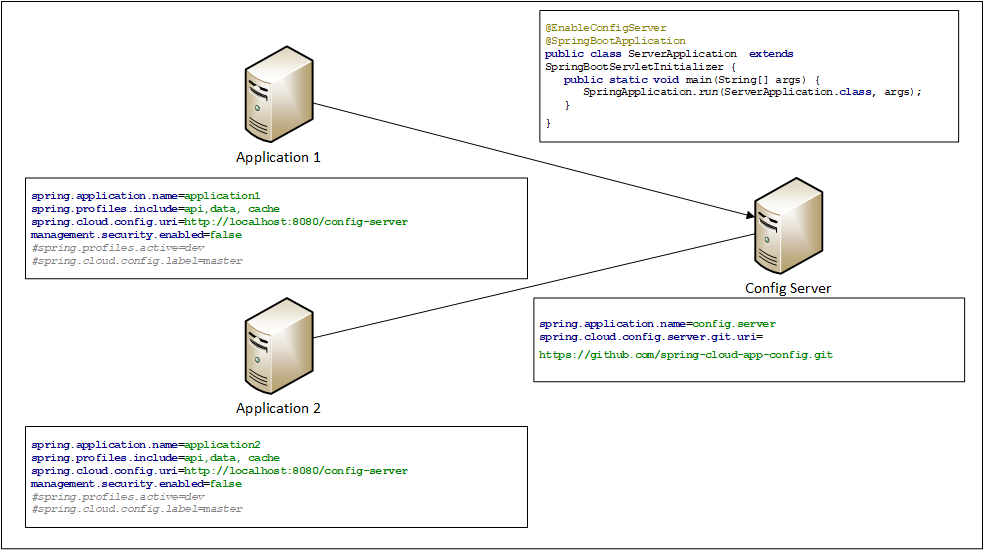 @EnableConfigServer
@SpringBootApplication
public class ServerApplication extends
SpringBootServletInitializer {
public static void main(String[] args) {
SpringApplication.run(ServerApplication.class, args);
}
}
Application 1
spring.application.name=application1
spring.profiles.include=api,data, cache
spring.cloud.config.uri=http://localhost:8080/config-server
management.security.enabled=false
#spring.profiles.active=dev
#spring.cloud.config.label=master
Config Server
spring.application.name=config.server
spring.cloud.config.server.git.uri=
https://github.com/spring-cloud-app-config.git
Application 2
spring.application.name=application2
spring.profiles.include=api,data, cache
spring.cloud.config.uri=http://localhost:8080/config-server
management.security.enabled=false
#spring.profiles.active=dev
#spring.cloud.config.label=master